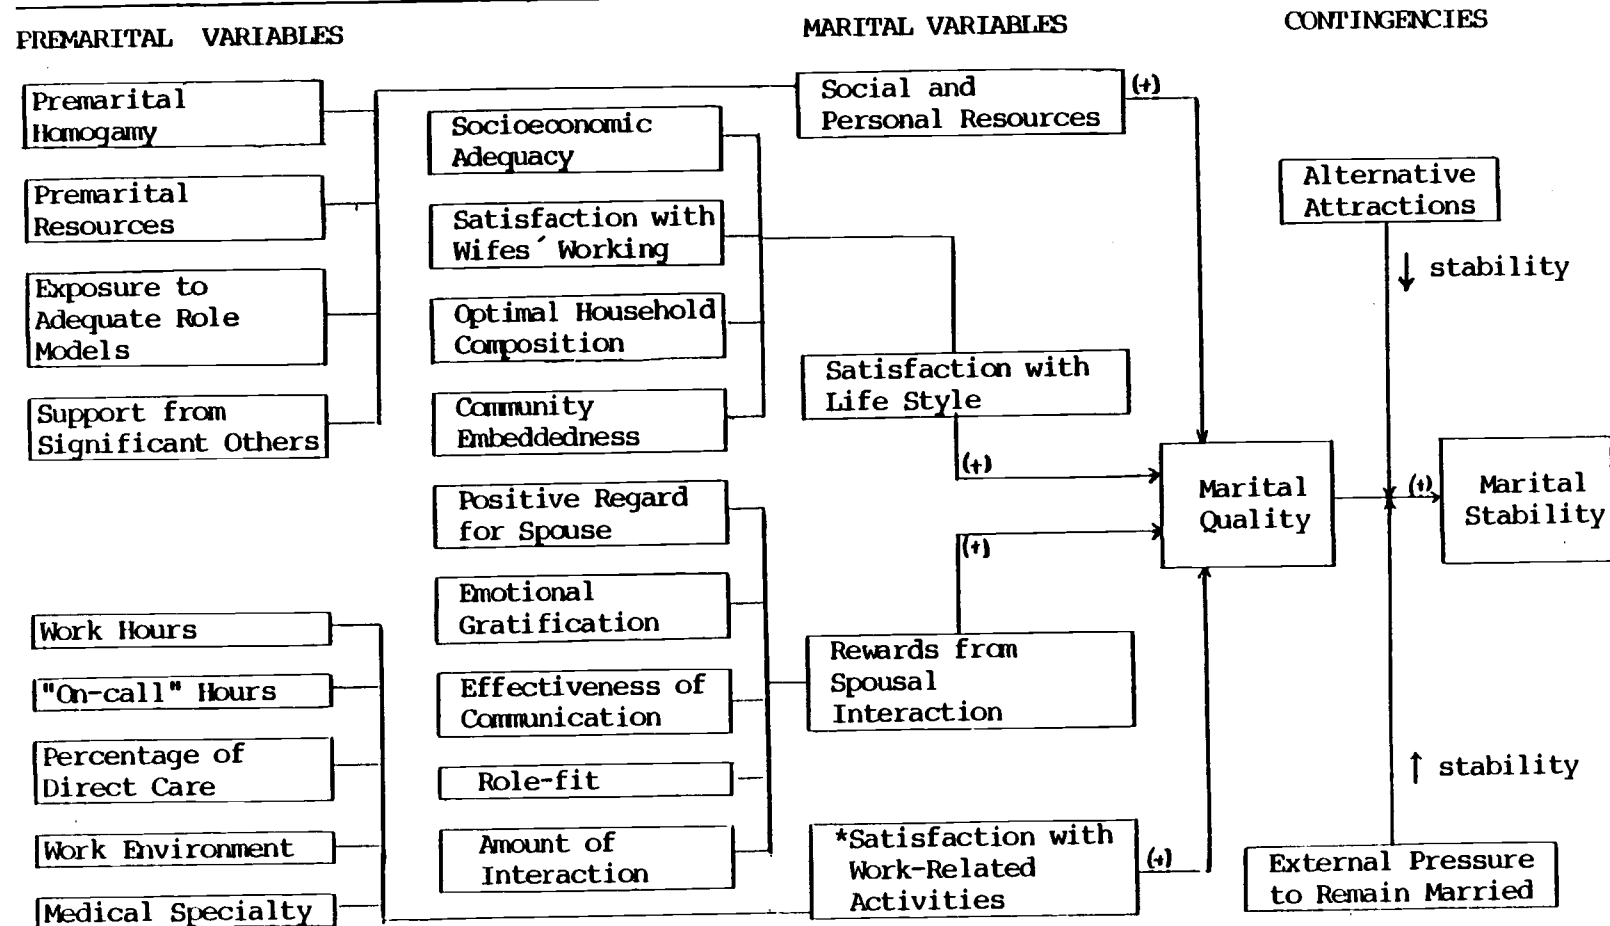 PREMARITAL VARIABLES
MARITAL VARIABLES
CONTINGENCIES
Premarital
Homogamy
Premarital
Resources
Exposure to
Adequate Role
Models
Support from
Significant Others
Work Hours
"On-call" Hours
Percentage of
Direct Care
Work Environment
Medical Specialty
Socioeconomic
Adequacy
Satisfaction with
Wifes´ Working
Optimal Household
Composition
Community
Embeddedness
Positive Regard
for Spouse
Emotional
Gratification
Effectiveness of
Communication
Role-fit
Amount of
Interaction
Social and
Personal Resources
(+)
Satisfaction with
Life Style
(+)
(+)
Rewards from
Spousal
Interaction
*Satisfaction with
Work-Related
Activities
(+)
Marital
Quality
Alternative
Attractions
↓ stability
(+)
Marital
Stability
↑ stability
External Pressure
to Remain Married